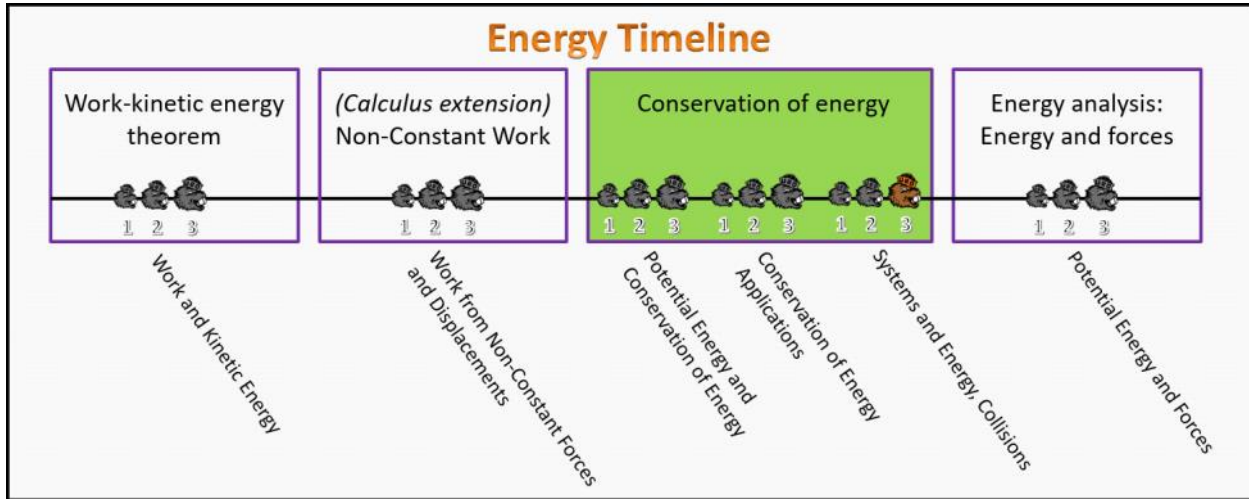 Energy Timeline
Work-kinetic energy
theorem
(Calculus extension)
Non-Constant Work
Conservation of energy
Energy analysis:
Energy and forces
1 2 3
1 2 3
1 2 3
1 2 3
1 2 3
1 2 3
Work and Kinetic Energy
Work from Non-Constant Forces
and Displacements
Potential Energy and
Conservation of Energy
Conservation of Energy
Applications
Systems and Energy, Collisions
Potential Energy and Forces